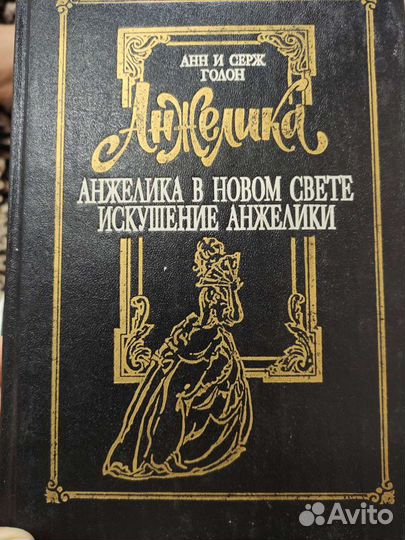 АНН И СЕРЖ
ГОЛОН
Анжелика
АНЖЕЛИКА В НОВОМ СВЕТЕ
ИСКУШЕНИЕ АНЖЕЛИКИ
Avito